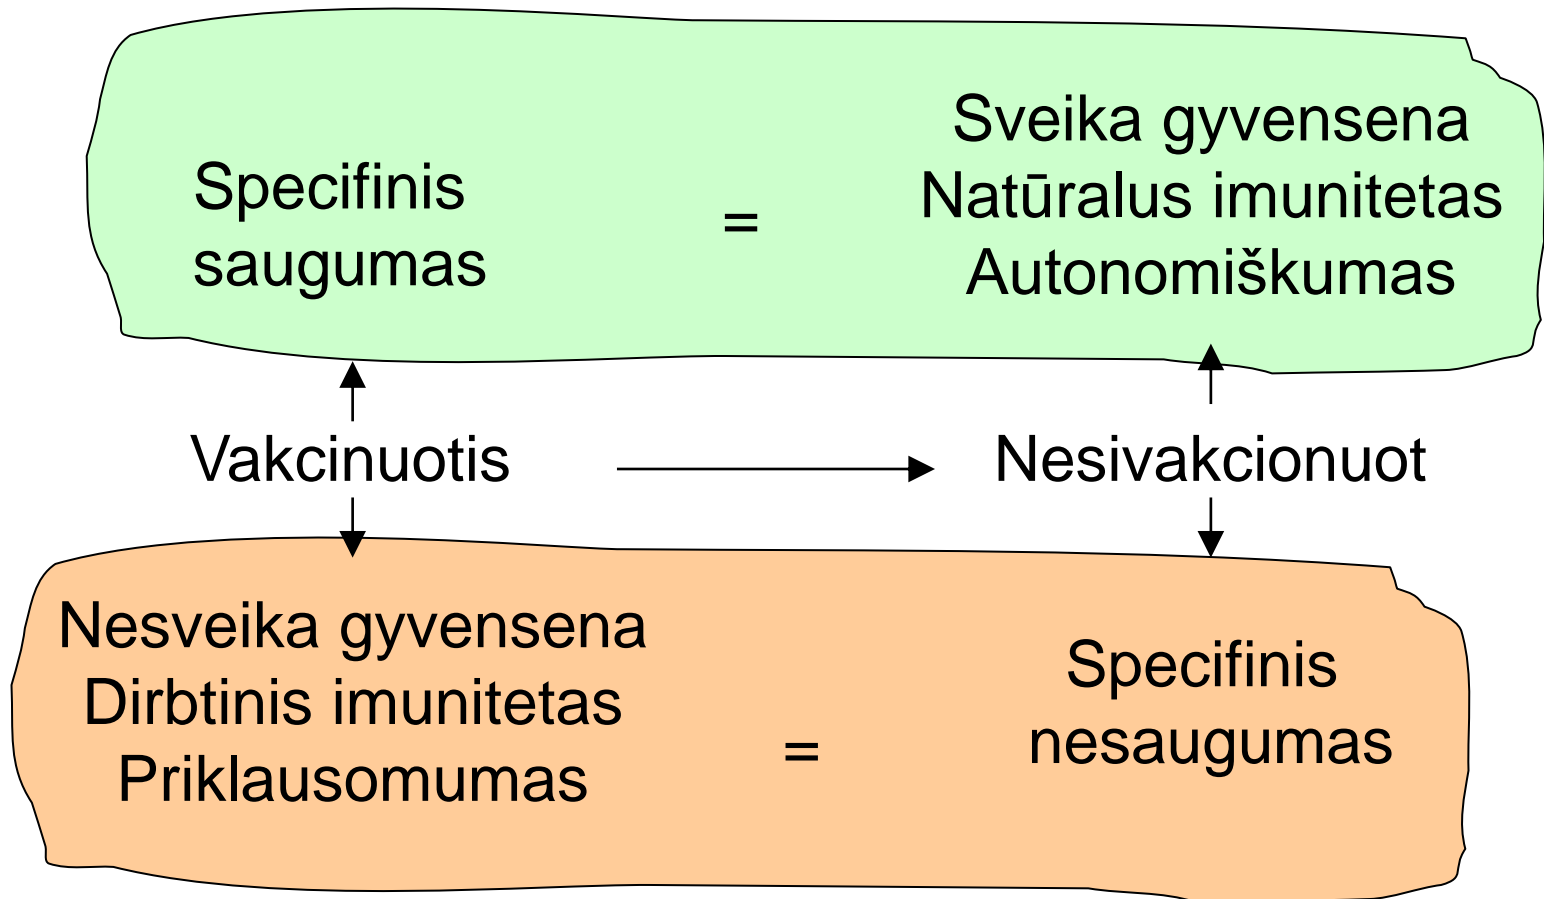 Specifinis
saugumas
=
Sveika gyvensena
Natūralus imunitetas
Autonomiškumas
Vakcinuotis
Nesivakcionuot
Nesveika gyvensena
Dirbtinis imunitetas
Priklausomumas
=
Specifinis
nesaugumas